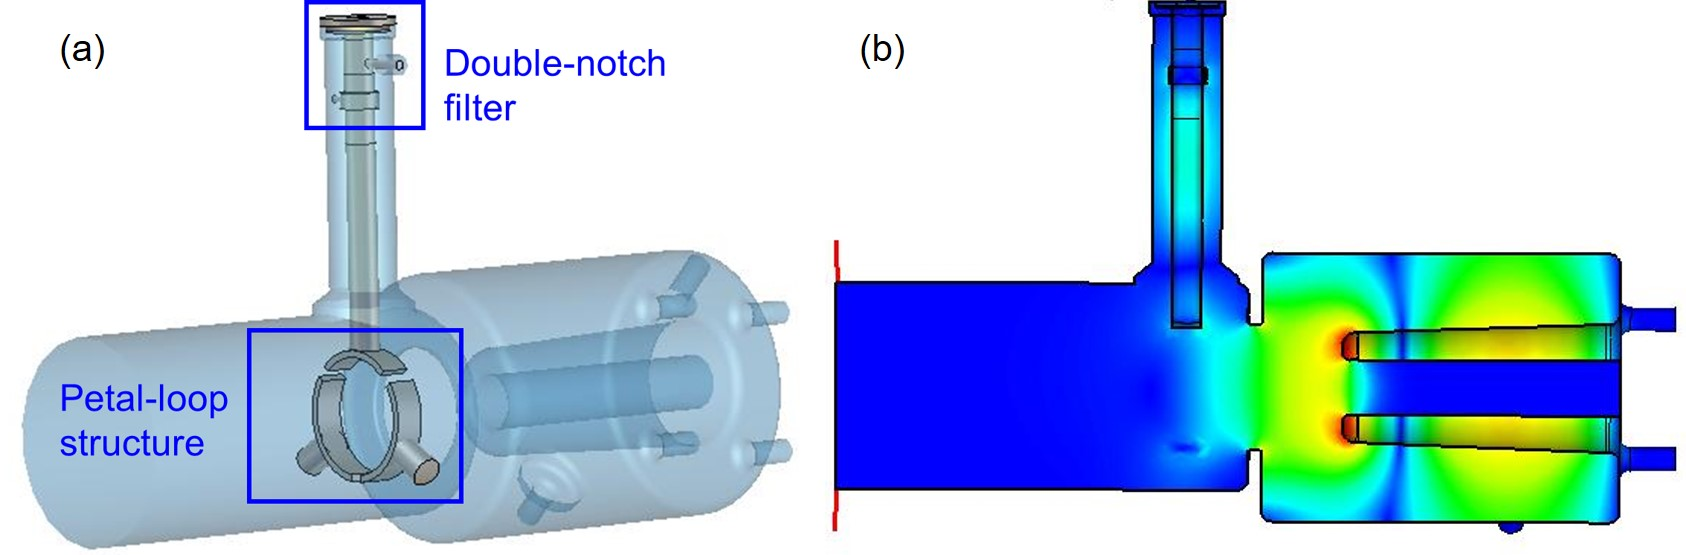 (a)
Double-notch
filter
Petal-loop
structure
(b)